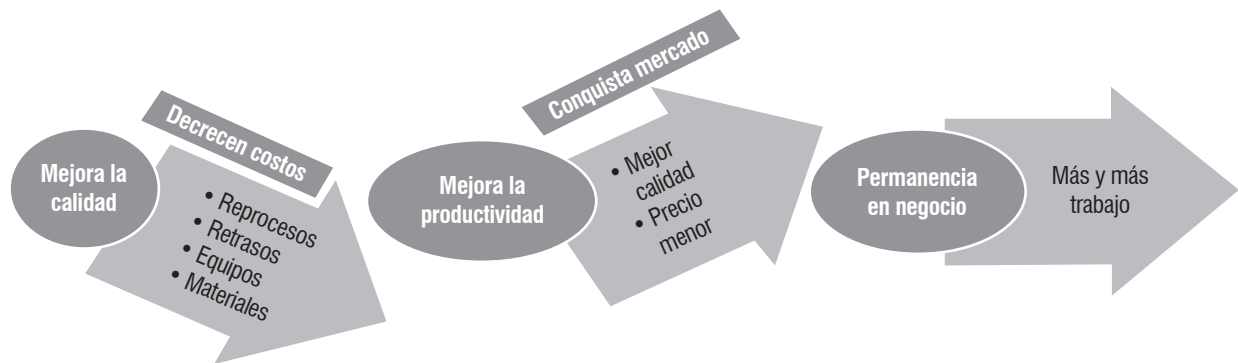 Mejora la
calidad
Decrecen costos
• Reprocesos
• Retrasos
• Equipos
• Materiales
Mejora la
productividad
Conquista mercado
• Mejor
calidad
• Precio
menor
Permanencia
en negocio
Más y más
trabajo